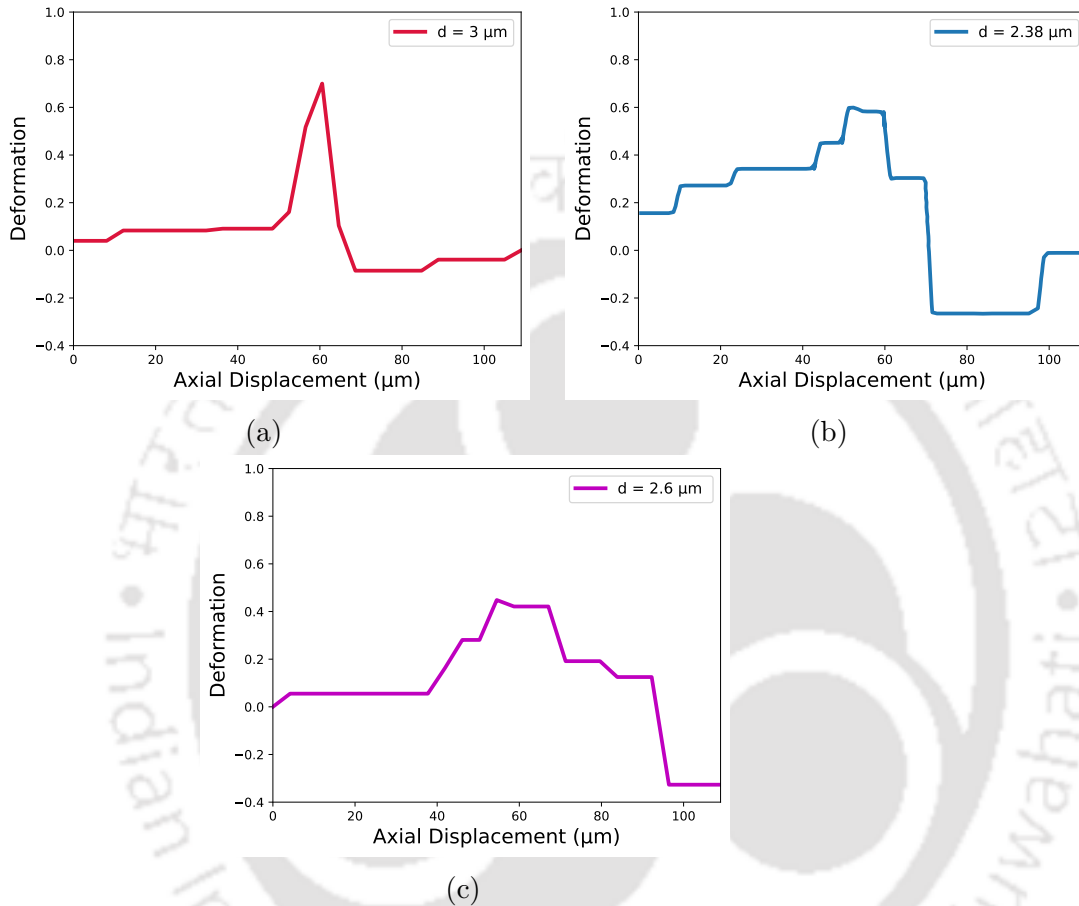 1.0
0.8
0.6
0.4
0.2
0.0
−0.2
−0.4
Deformation
d = 3 μm
0 20 40 60 80 100
Axial Displacement (μm)
(a)
1.0
0.8
0.6
0.4
0.2
0.0
−0.2
−0.4
Deformation
d = 2.38 μm
0 20 40 60 80 100
Axial Displacement (μm)
(b)
1.0
0.8
0.6
0.4
0.2
0.0
−0.2
−0.4
Deformation
d = 2.6 μm
0 20 40 60 80 100
Axial Displacement (μm)
(c)
Indian
uwahati